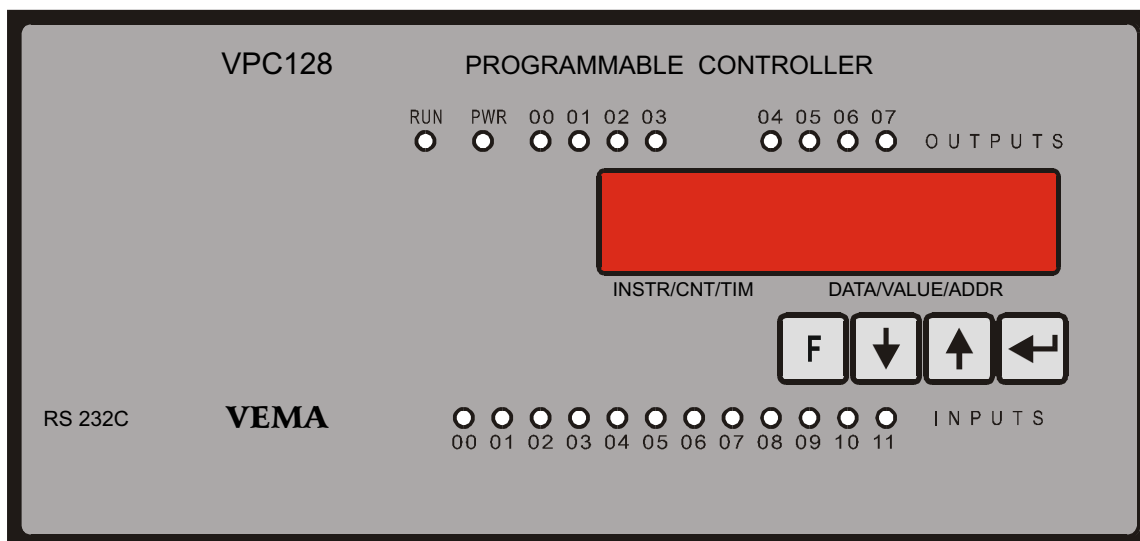 VPC128 PROGRAMMABLE CONTROLLER
RUN PWR 00 01 02 03 04 05 06 07
OUTPUTS
INSTR/CNT/TIM DATA/VALUE/ADDR
F
RS 232C VEMA INPUTS
00 01 02 03 04 05 06 07 08 09 10 11